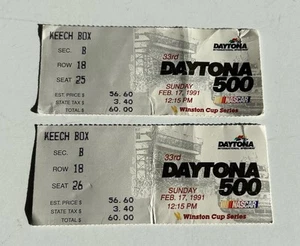 KEECH BOX
SEC. B
ROW 18
SEAT 25
EST. PRICE $ 56.60
STATE TAX $ 3.40
TOTAL $ 60.00
DAYTONA
33rd
DAYTONA
500
SUNDAY
FEB. 17, 1991
12:15 PM
NASCAR
Winston Cup Series
KEECH BOX
SEC. B
ROW 18
SEAT 26
EST. PRICE $ 56.60
STATE TAX $ 3.40
TOTAL $ 60.00
DAYTONA
33rd
DAYTONA
500
SUNDAY
FEB. 17, 1991
12:15 PM
NASCAR
Winston Cup Series